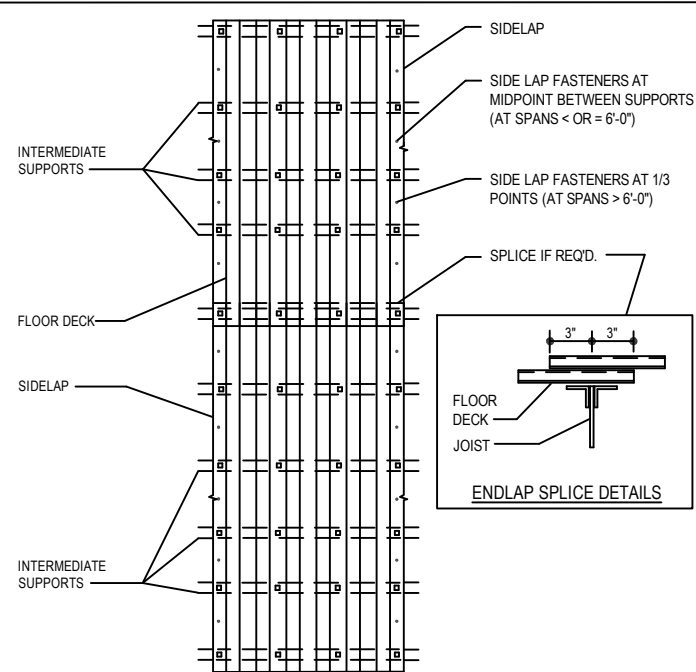 SIDELAP
SIDE LAP FASTENERS AT
MIDPOINT BETWEEN SUPPORTS
(AT SPANS < OR = 6'-0")
INTERMEDIATE
SUPPORTS
SIDE LAP FASTENERS AT 1/3
POINTS (AT SPANS > 6'-0")
SPLICE IF REQ'D.
FLOOR DECK
SIDELAP
3" 3"
FLOOR
DECK
JOIST
ENDLAP SPLICE DETAILS
INTERMEDIATE
SUPPORTS